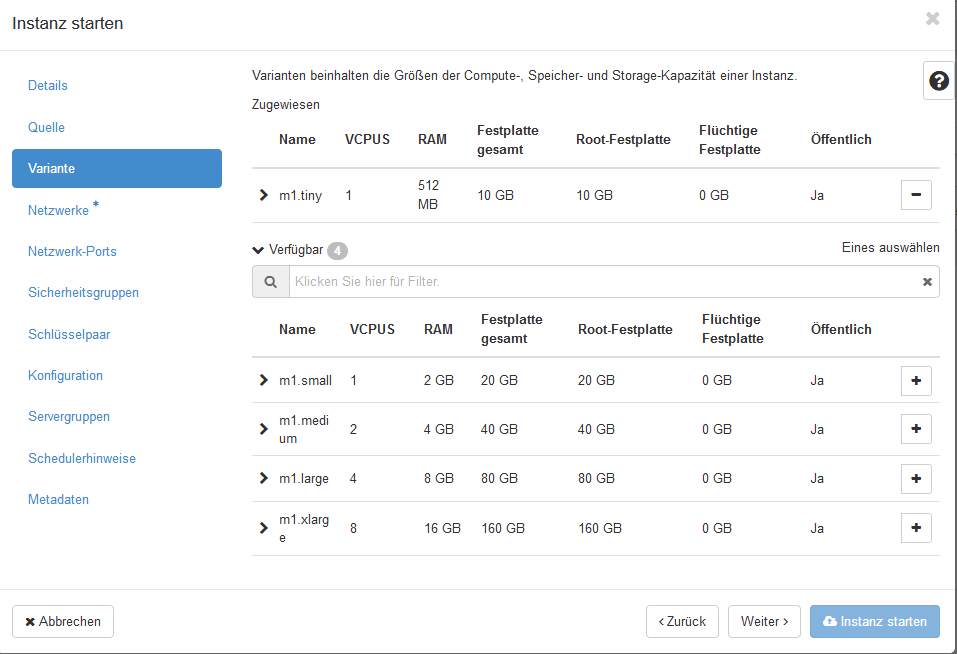 Instanz starten
Details
Quelle
Variante
Netzwerke *
Netzwerk-Ports
Sicherheitsgruppen
Schlüsselpaar
Konfiguration
Servergruppen
Schedulerhinweise
Metadaten
Varianten beinhalten die Größen der Compute-, Speicher- und Storage-Kapazität einer Instanz.
Zugewiesen
Name VCPUS RAM Festplatte gesamt Root-Festplatte Flüchtige Festplatte Öffentlich
m1.tiny 1 512 MB 10 GB 10 GB 0 GB Ja
Verfügbar 4 Eines auswählen
Klicken Sie hier für Filter.
Name VCPUS RAM Festplatte gesamt Root-Festplatte Flüchtige Festplatte Öffentlich
m1.small 1 2 GB 20 GB 20 GB 0 GB Ja
m1.medium 2 4 GB 40 GB 40 GB 0 GB Ja
m1.large 4 8 GB 80 GB 80 GB 0 GB Ja
m1.xlarge 8 16 GB 160 GB 160 GB 0 GB Ja
Abbrechen
Zurück
Weiter
Instanz starten